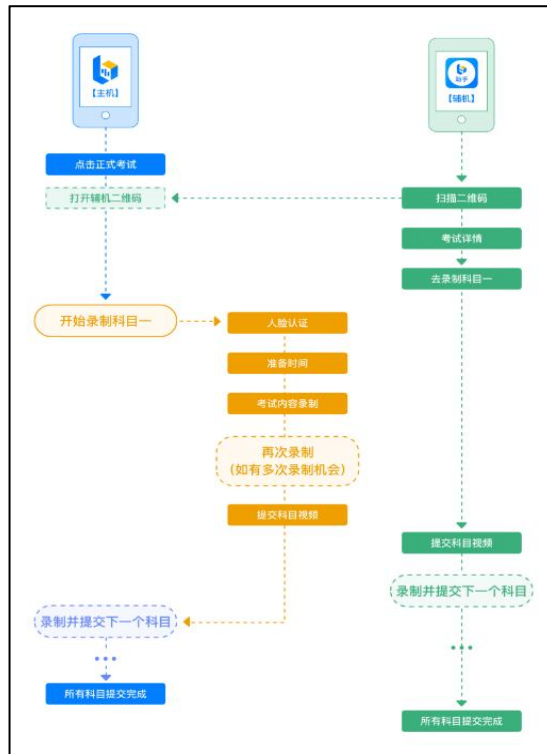 【主机】
助手
【辅机】
点击正式考试
打开辅机二维码
扫描二维码
考试详情
去录制科目一
开始录制科目一
人脸认证
准备时间
考试内容录制
再次录制
(如有多次录制机会)
提交科目视频
提交科目视频
录制并提交下一个科目
录制并提交下一个科目
所有科目提交完成
所有科目提交完成